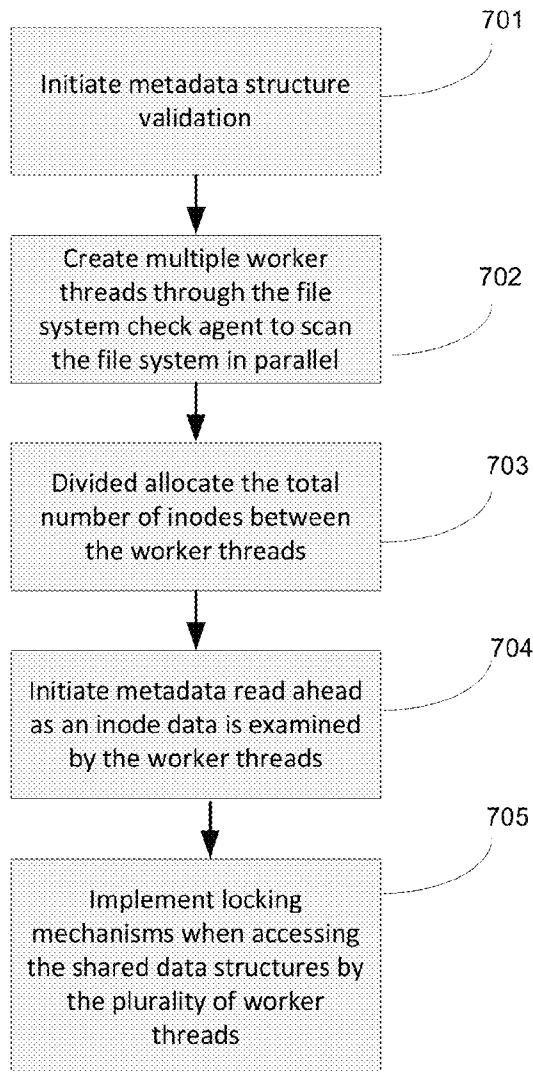 701
Initiate metadata structure
validation
Create multiple worker
threads through the file
system check agent to scan
the file system in parallel
702
Divided allocate the total
number of inodes between
the worker threads
703
Initiate metadata read ahead
as an inode data is examined
by the worker threads
704
705
Implement locking
mechanisms when accessing
the shared data structures by
the plurality of worker
threads